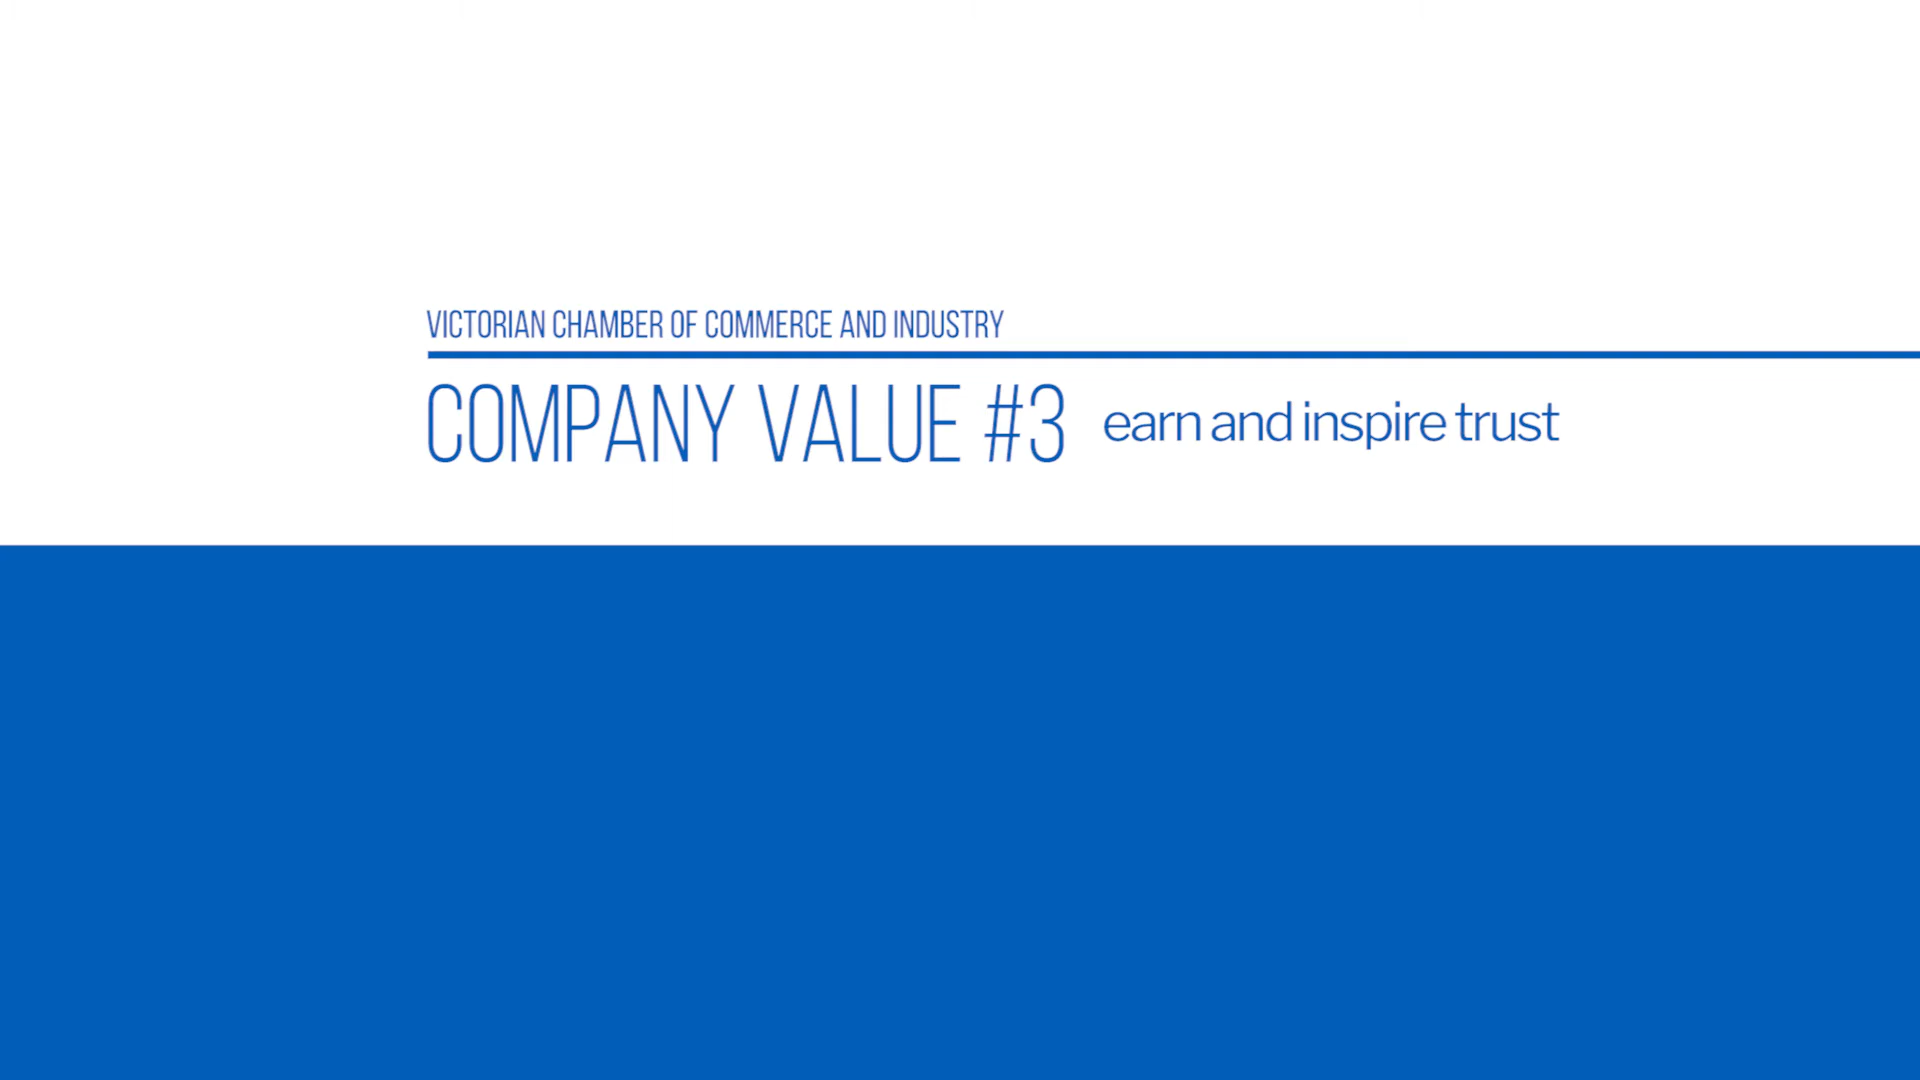 VICTORIAN CHAMBER OF COMMERCE AND INDUSTRY
COMPANY VALUE #3 earn and inspire trust